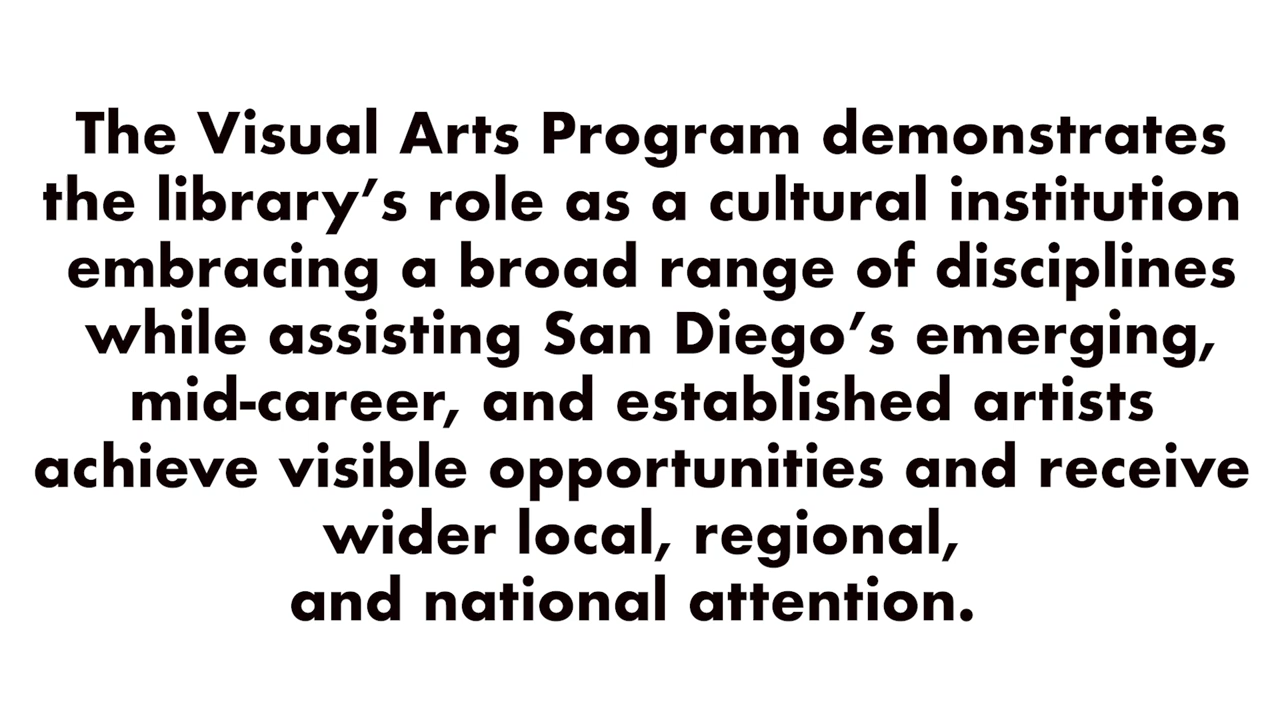 The Visual Arts Program demonstrates
the library’s role as a cultural institution
embracing a broad range of disciplines
while assisting San Diego’s emerging,
mid-career, and established artists
achieve visible opportunities and receive
wider local, regional,
and national attention.